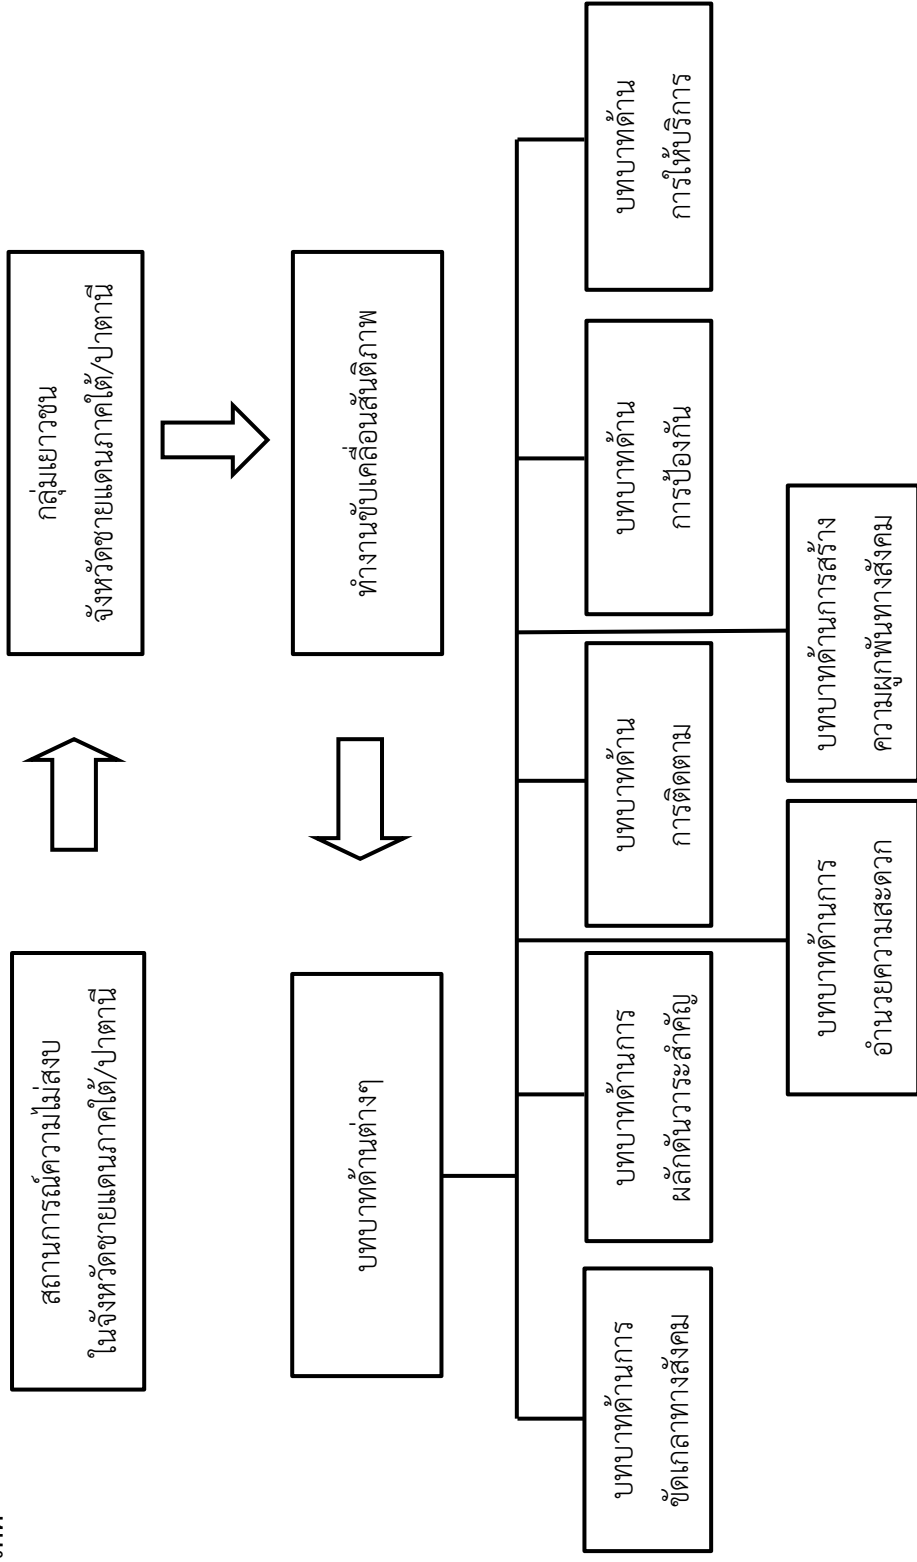 สถานการณ์ความไม่สงบ
ในจังหวัดชายแดนภาคใต้/ปาตานี
กลุ่มเยาวชน
จังหวัดชายแดนภาคใต้/ปาตานี
ทำงานขับเคลื่อนสันติภาพ
บทบาทด้านต่างๆ
บทบาทด้านการ
ขัดเกลาทางสังคม
บทบาทด้านการ
ผลักดันวาระสำคัญ
บทบาทด้าน
การติดตาม
บทบาทด้าน
การป้องกัน
บทบาทด้าน
การให้บริการ
บทบาทด้านการ
อำนวยความสะดวก
บทบาทด้านการสร้าง
ความผูกพันทางสังคม